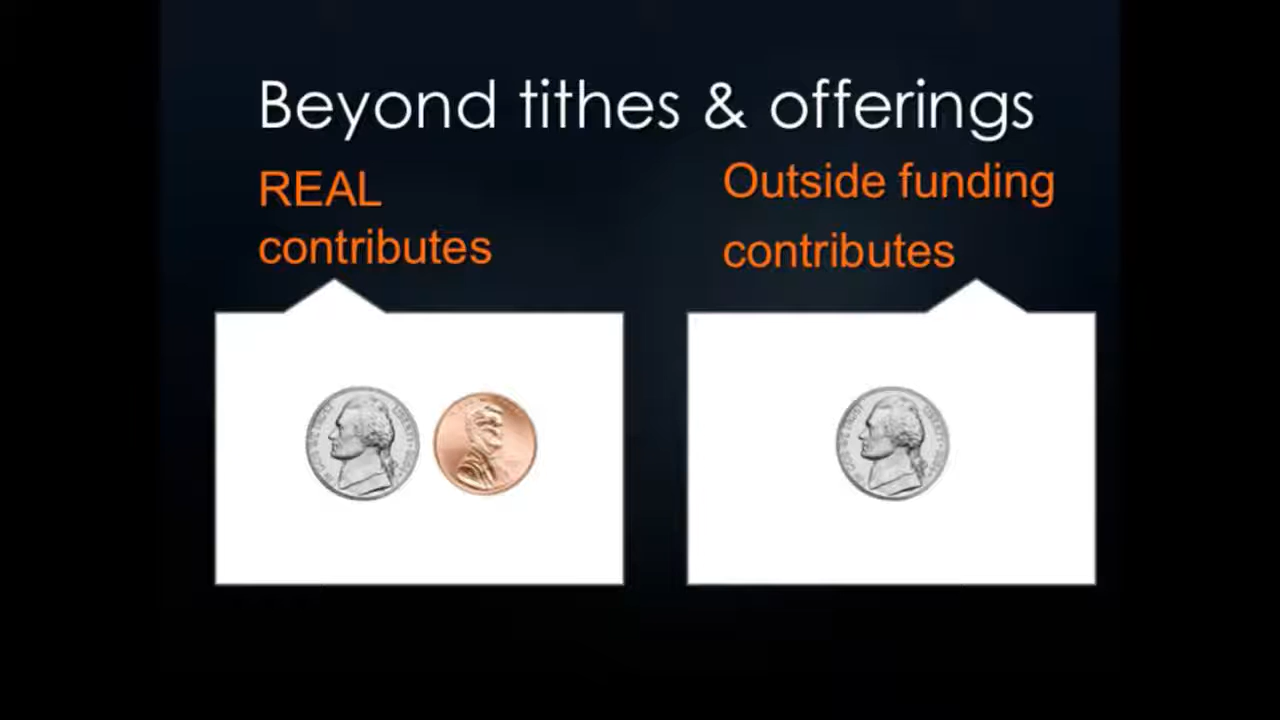 Beyond tithes & offerings
REAL
contributes
Outside funding
contributes